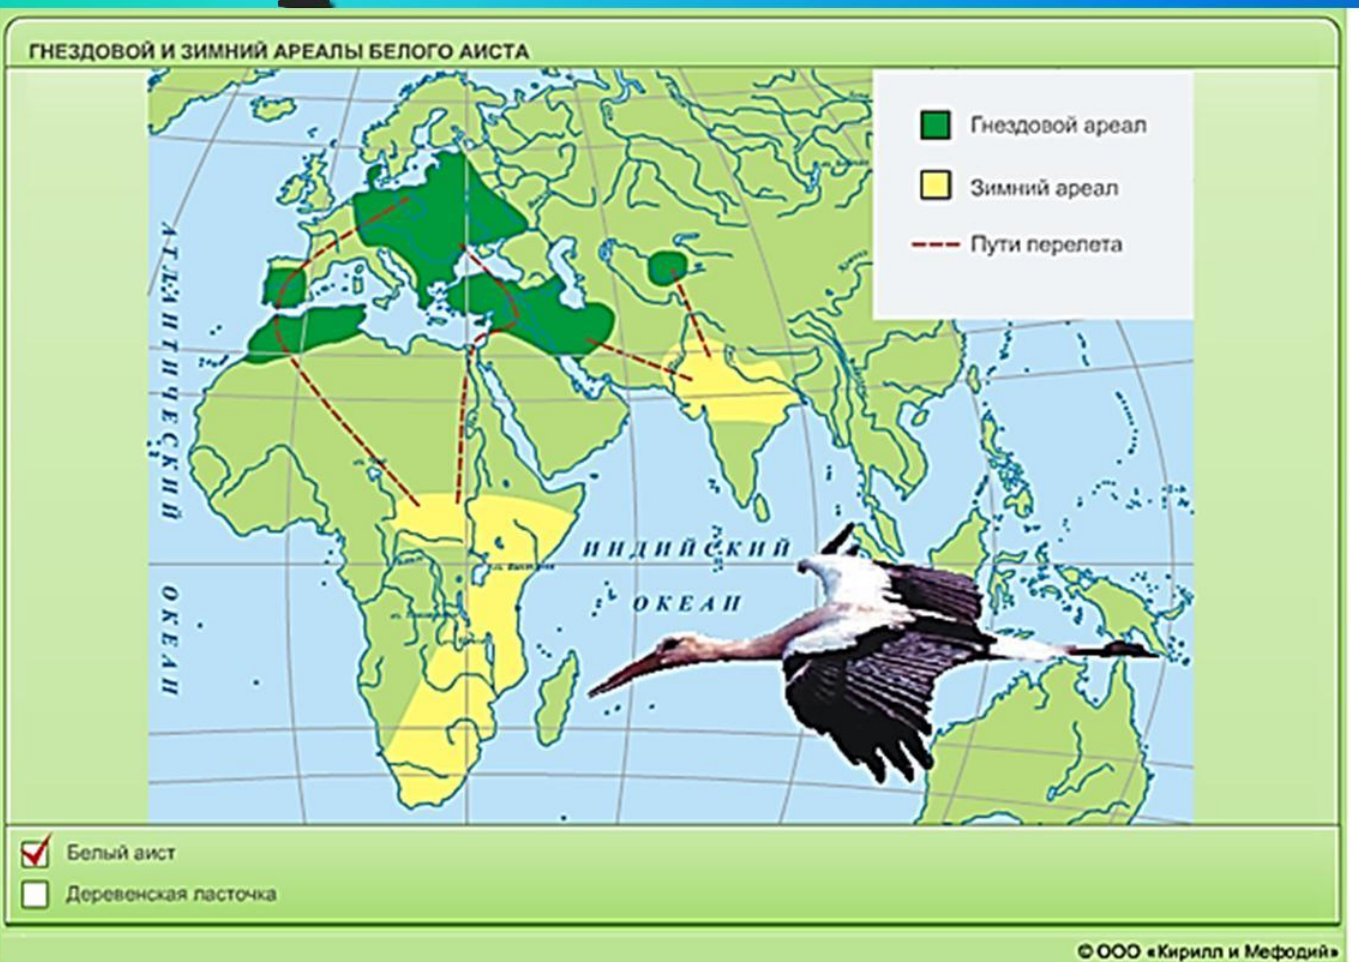 ГНЕЗДОВОЙ И ЗИМНИЙ АРЕАЛЫ БЕЛОГО АИСТА
Гнездовой ареал
Зимний ареал
Пути перелета
АТЛАНТИЧЕСКИЙ
ОКЕАН
ИНДИЙСКИЙ
ОКЕАН
Белый аист
Деревенская ласточка
© ООО «Кирилл и Мефодий»